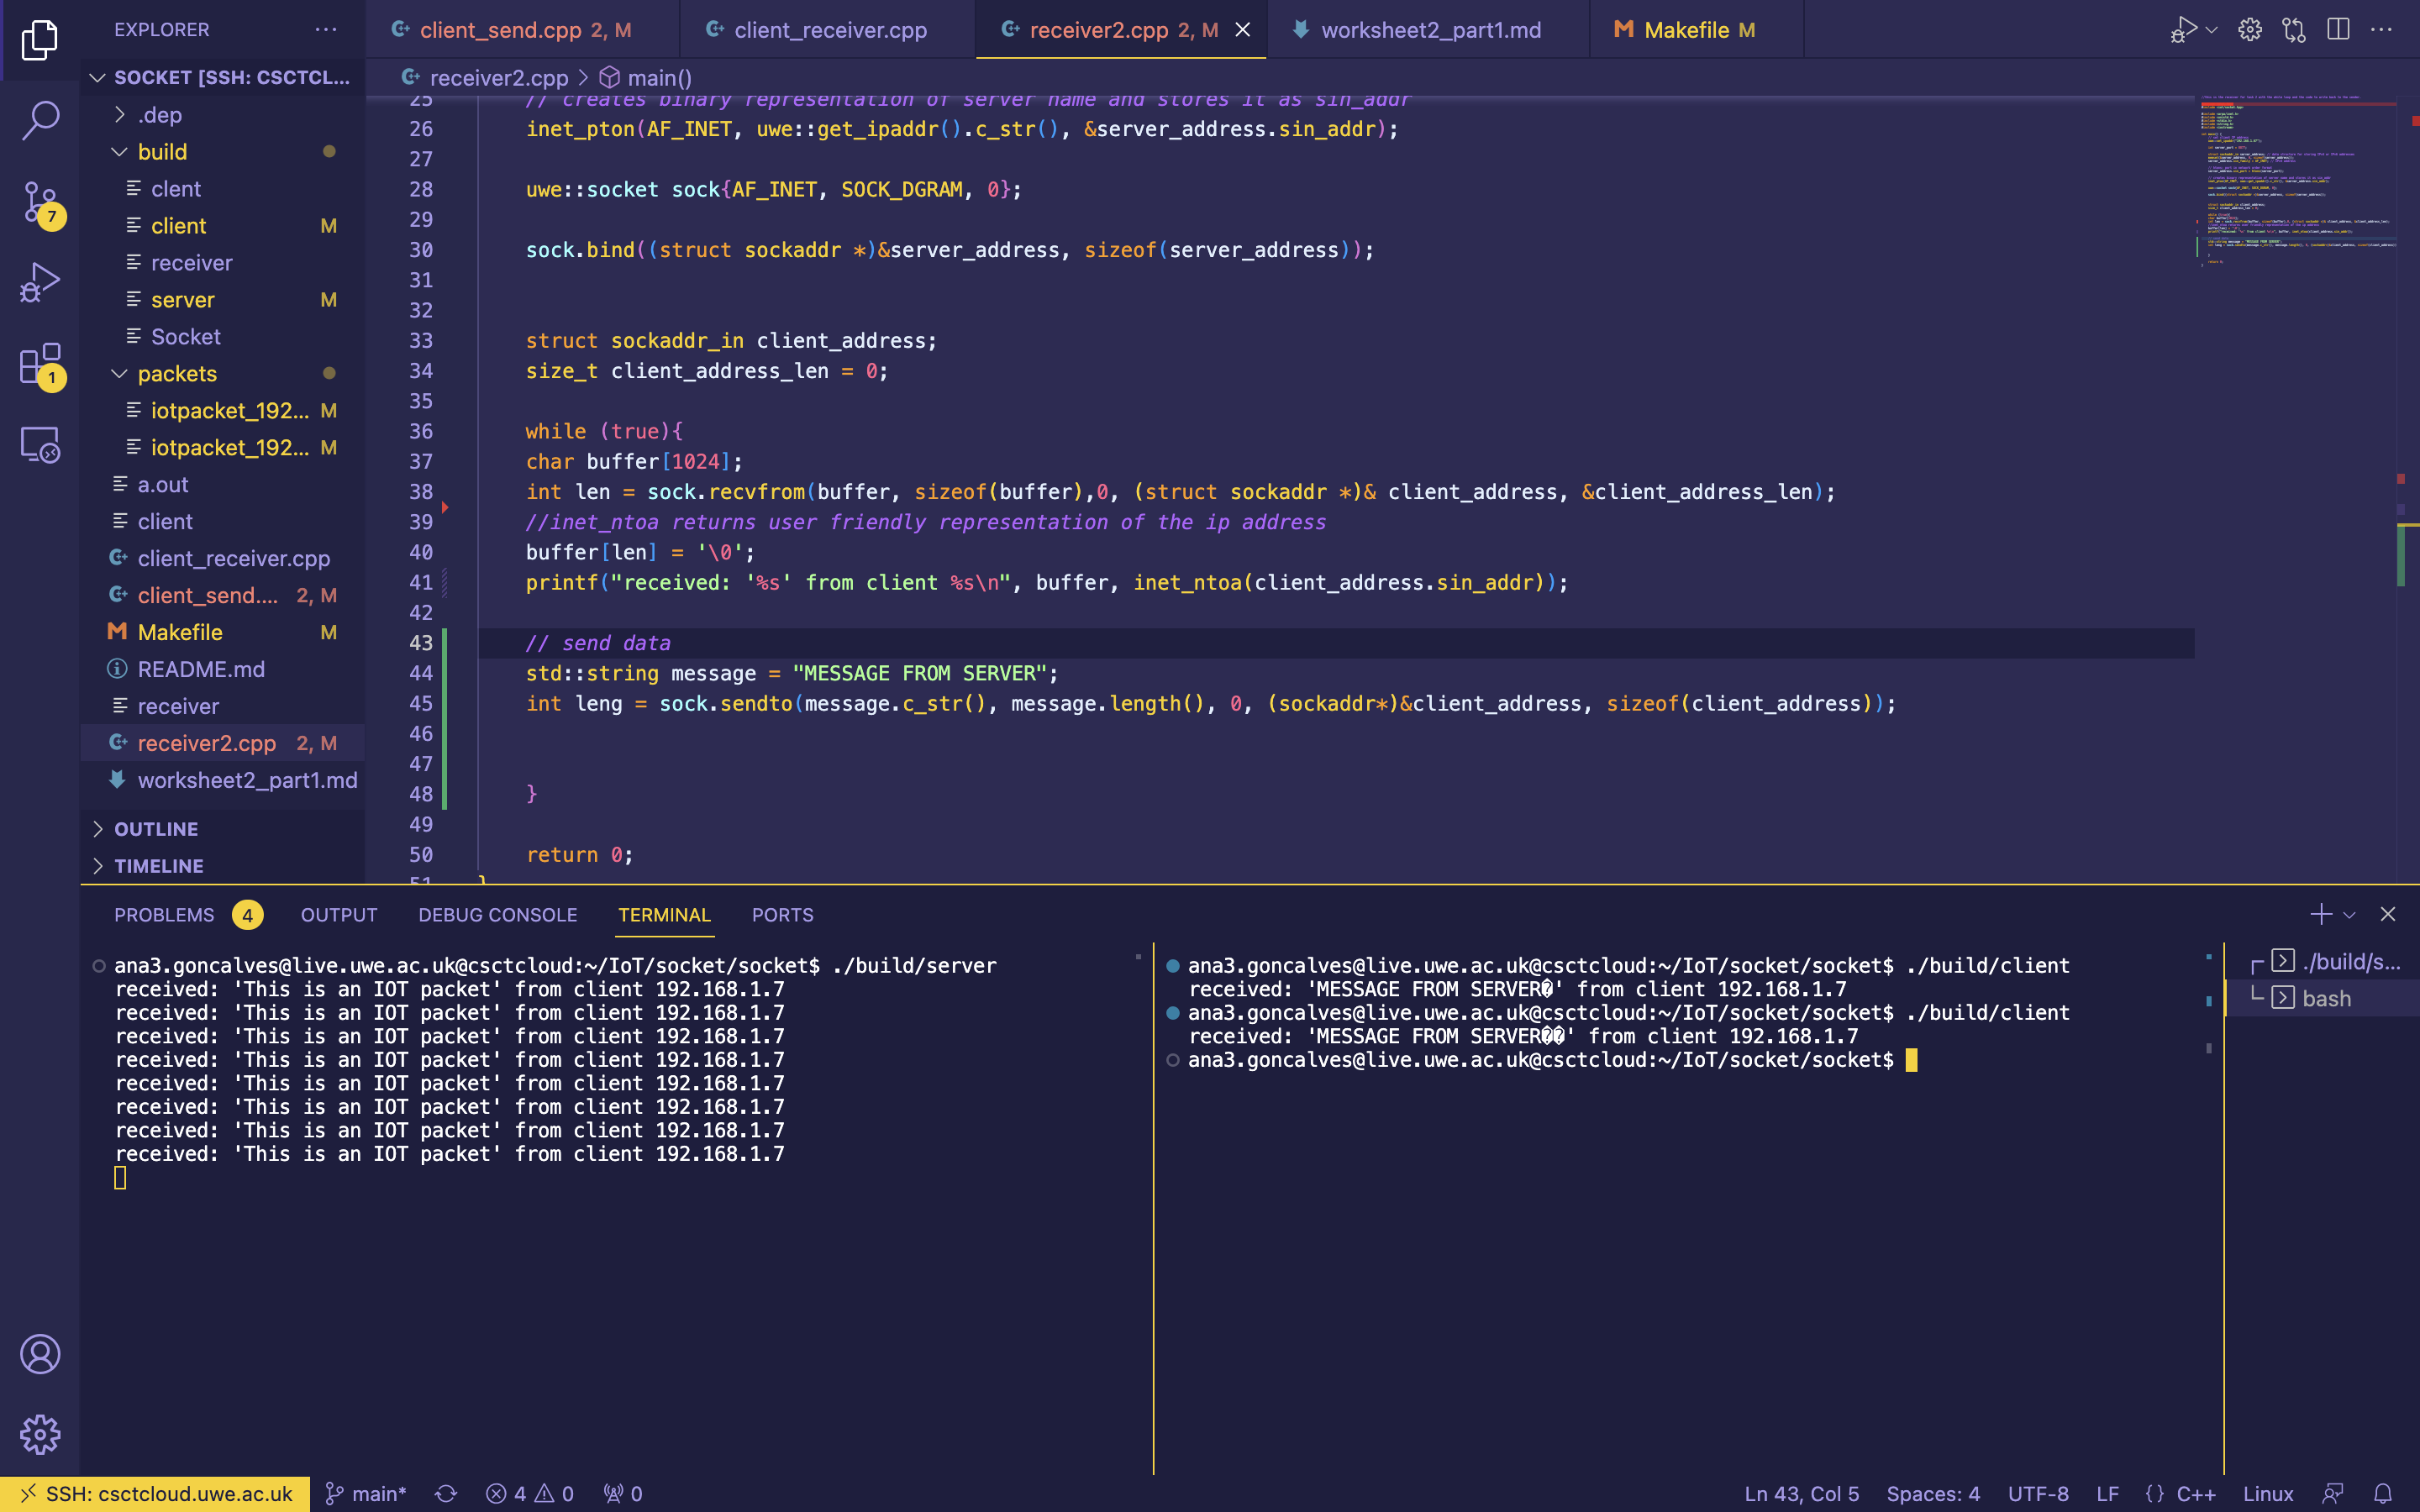 EXPLORER
client_send.cpp 2, M
client_receiver.cpp
receiver2.cpp 2, M
worksheet2_part1.md
Makefile M
SOCKET [SSH: CSCTCL...
.dep
build
clent
client M
receiver
server M
Socket
packets
iotpacket_192... M
iotpacket_192... M
a.out
client
client_receiver.cpp
client_send.... 2, M
Makefile M
README.md
receiver
receiver2.cpp 2, M
worksheet2_part1.md
OUTLINE
TIMELINE
7
1
receiver2.cpp > main()
25 // creates binary representation of server name and stores it as sin_addr
26 inet_pton(AF_INET, uwe::get_ipaddr().c_str(), &server_address.sin_addr);
27
28 uwe::socket sock{AF_INET, SOCK_DGRAM, 0};
29
30 sock.bind((struct sockaddr *)&server_address, sizeof(server_address));
31
32
33 struct sockaddr_in client_address;
34 size_t client_address_len = 0;
35
36 while (true){
37 char buffer[1024];
38 int len = sock.recvfrom(buffer, sizeof(buffer),0, (struct sockaddr *)& client_address, &client_address_len);
39 //inet_ntoa returns user friendly representation of the ip address
40 buffer[len] = '\0';
41 printf("received: '%s' from client %s\n", buffer, inet_ntoa(client_address.sin_addr));
42
43 // send data
44 std::string message = "MESSAGE FROM SERVER";
45 int leng = sock.sendto(message.c_str(), message.length(), 0, (sockaddr*)&client_address, sizeof(client_address));
46
47
48 }
49
50 return 0;
51 }
PROBLEMS 4 OUTPUT DEBUG CONSOLE TERMINAL PORTS
ana3.goncalves@live.uwe.ac.uk@csctcloud:~/IoT/socket/socket$ ./build/server
received: 'This is an IOT packet' from client 192.168.1.7
received: 'This is an IOT packet' from client 192.168.1.7
received: 'This is an IOT packet' from client 192.168.1.7
received: 'This is an IOT packet' from client 192.168.1.7
received: 'This is an IOT packet' from client 192.168.1.7
received: 'This is an IOT packet' from client 192.168.1.7
received: 'This is an IOT packet' from client 192.168.1.7
received: 'This is an IOT packet' from client 192.168.1.7
ana3.goncalves@live.uwe.ac.uk@csctcloud:~/IoT/socket/socket$ ./build/client
received: 'MESSAGE FROM SERVER�' from client 192.168.1.7
ana3.goncalves@live.uwe.ac.uk@csctcloud:~/IoT/socket/socket$ ./build/client
received: 'MESSAGE FROM SERVER��' from client 192.168.1.7
ana3.goncalves@live.uwe.ac.uk@csctcloud:~/IoT/socket/socket$
./build/s...
bash
SSH: csctcloud.uwe.ac.uk main* 4 0 0 Ln 43, Col 5 Spaces: 4 UTF-8 LF {} C++ Linux